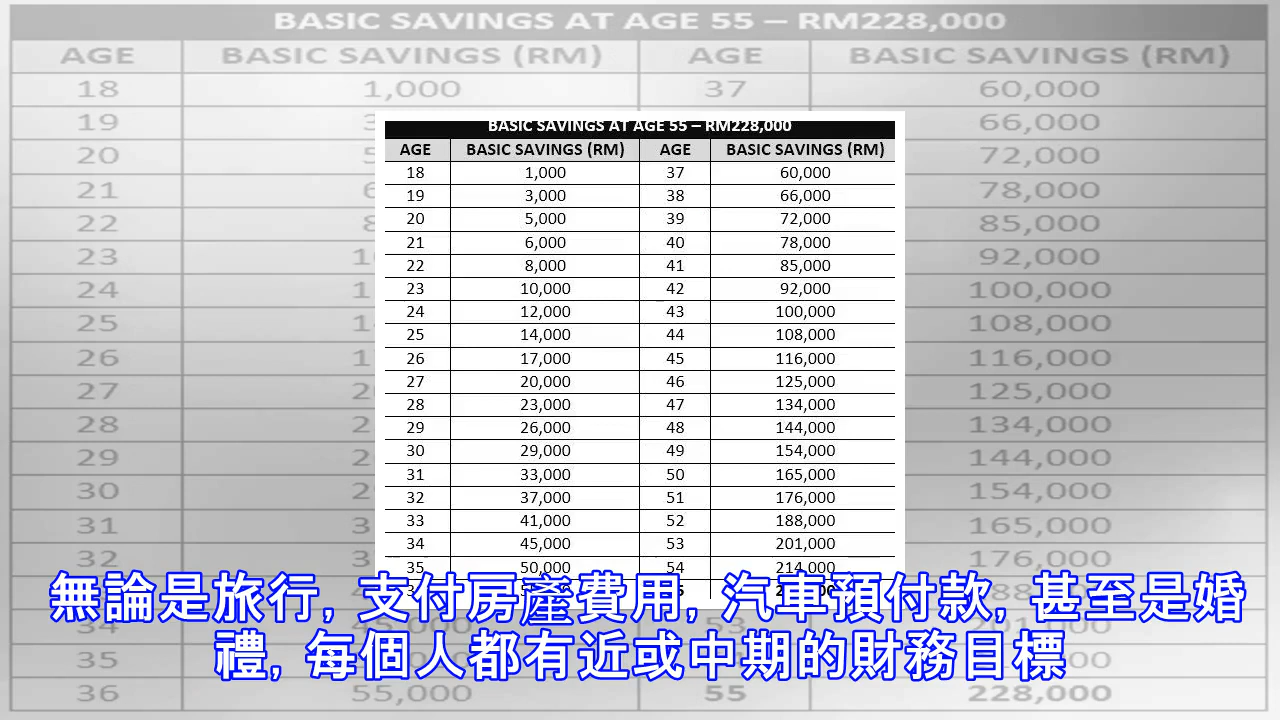 BASIC SAVINGS AT AGE 55 – RM228,000
AGE BASIC SAVINGS (RM) AGE BASIC SAVINGS (RM)
18 1,000 37 60,000
19 3,000 38 66,000
20 5,000 39 72,000
21 6,000 40 78,000
22 8,000 41 85,000
23 10,000 42 92,000
24 12,000 43 100,000
25 14,000 44 108,000
26 17,000 45 116,000
27 20,000 46 125,000
28 23,000 47 134,000
29 26,000 48 144,000
30 29,000 49 154,000
31 33,000 50 165,000
32 37,000 51 176,000
33 41,000 52 188,000
34 45,000 53 201,000
35 50,000 54 214,000
36 55,000 55 228,000
無論是旅行, 支付房產費用, 汽車預付款, 甚至是婚
禮, 每個人都有近或中期的財務目標